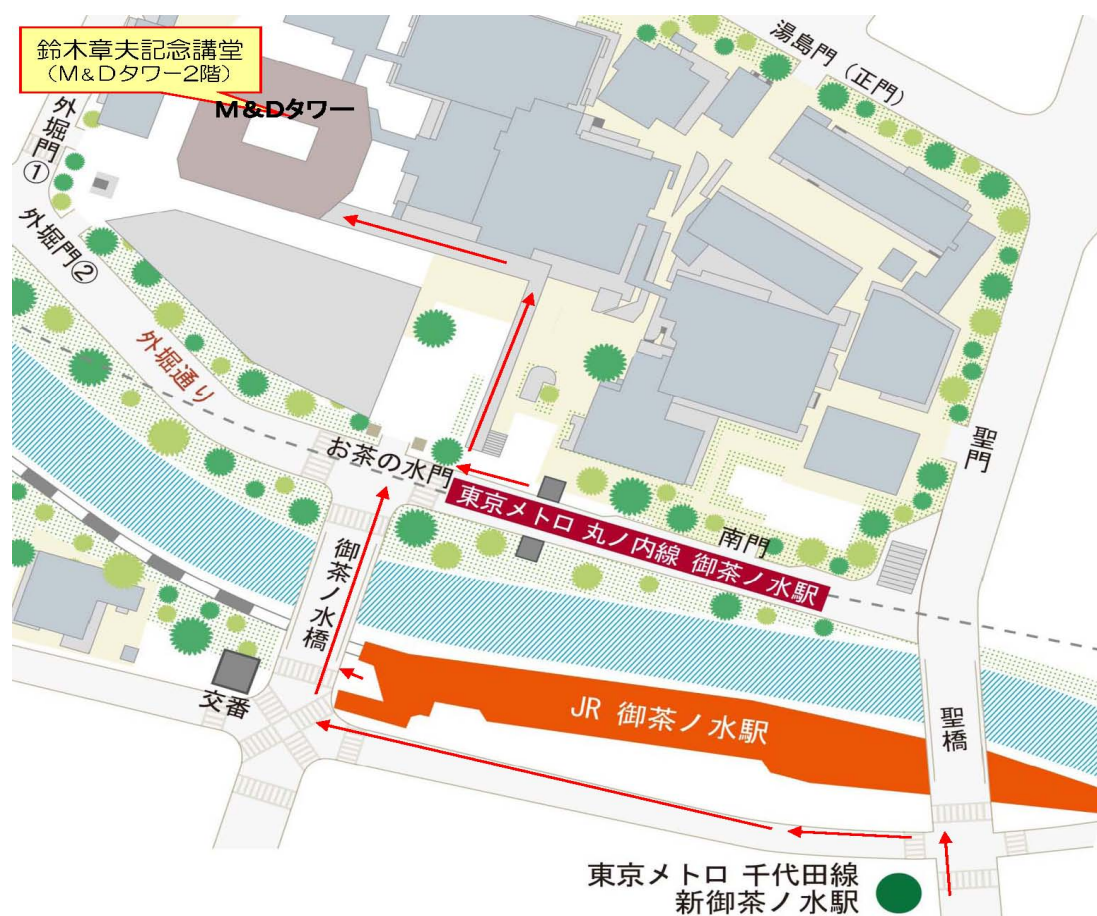 鈴木章夫記念講堂
(M&Dタワー2階)
M&Dタワー
湯島門(正門)
外堀門①
外堀門②
外堀通り
お茶の水門
東京メトロ 丸ノ内線 御茶ノ水駅
南門
聖門
御茶ノ水橋
交番
JR 御茶ノ水駅
聖橋
東京メトロ 千代田線
新御茶ノ水駅